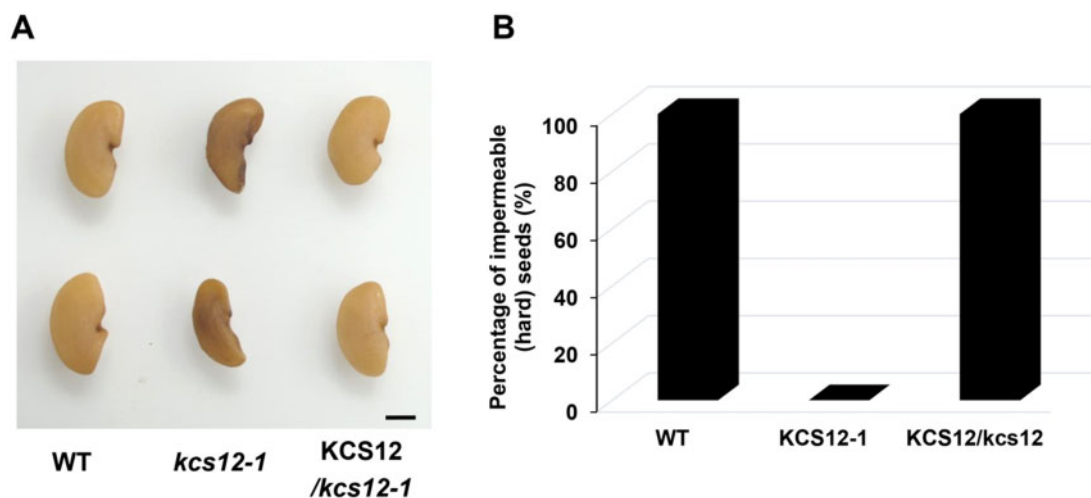 A
WT
kcs12-1
KCS12
/kcs12-1
B
Percentage of impermeable
(hard) seeds (%)
100
80
60
40
20
0
WT
KCS12-1
KCS12/kcs12